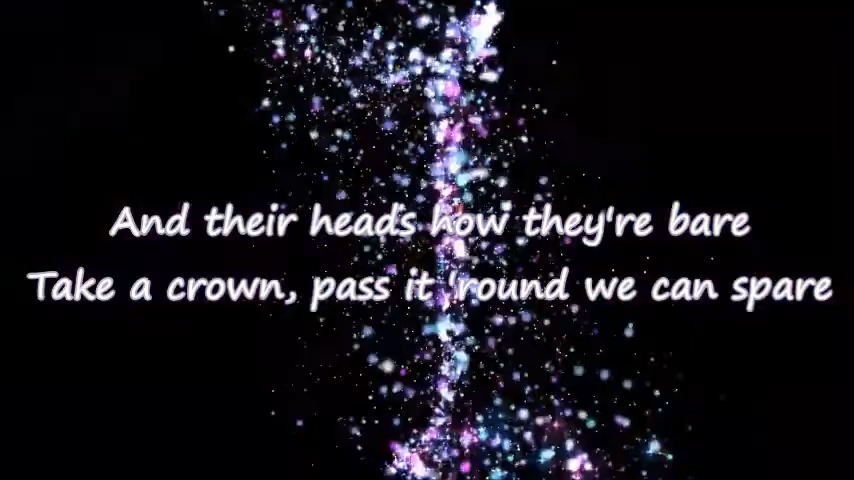 And their heads how they're bare
Take a crown, pass it 'round we can spare